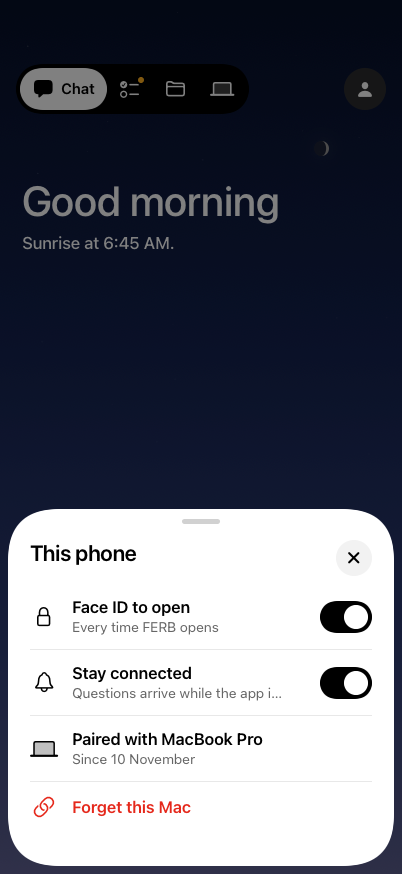 Chat
Good morning
Sunrise at 6:45 AM.
This phone
Face ID to open
Every time FERB opens
Stay connected
Questions arrive while the app i...
Paired with MacBook Pro
Since 10 November
Forget this Mac